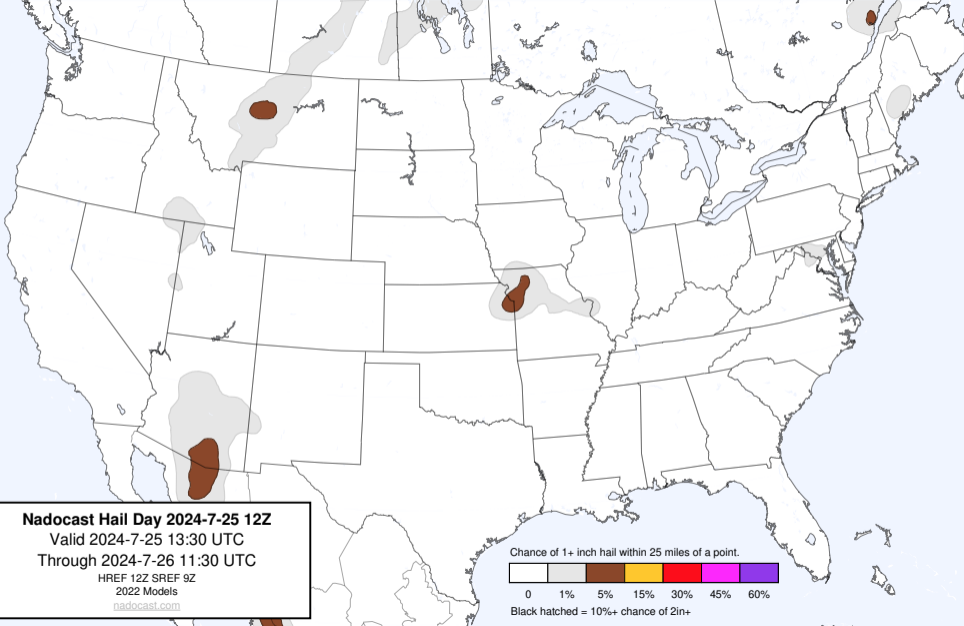 Nadocast Hail Day 2024-7-25 12Z
Valid 2024-7-25 13:30 UTC
Through 2024-7-26 11:30 UTC
HREF 12Z SREF 9Z
2022 Models
nadocast.com
Chance of 1+ inch hail within 25 miles of a point.
0 1% 5% 15% 30% 45% 60%
Black hatched = 10%+ chance of 2in+